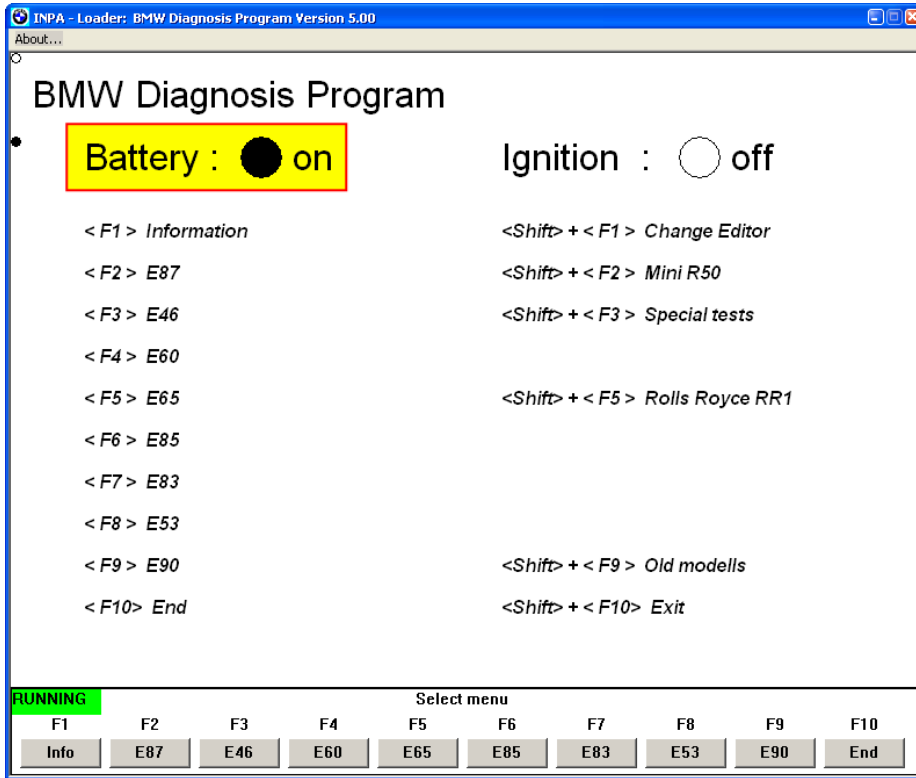 INPA - Loader: BMW Diagnosis Program Version 5.00
About...
BMW Diagnosis Program
Battery : on Ignition : off
< F1 > Information <Shift> + < F1 > Change Editor
< F2 > E87 <Shift> + < F2 > Mini R50
< F3 > E46 <Shift> + < F3 > Special tests
< F4 > E60
< F5 > E65 <Shift> + < F5 > Rolls Royce RR1
< F6 > E85
< F7 > E83
< F8 > E53
< F9 > E90 <Shift> + < F9 > Old modells
< F10> End <Shift> + < F10> Exit
RUNNING Select menu
F1 F2 F3 F4 F5 F6 F7 F8 F9 F10
Info E87 E46 E60 E65 E85 E83 E53 E90 End